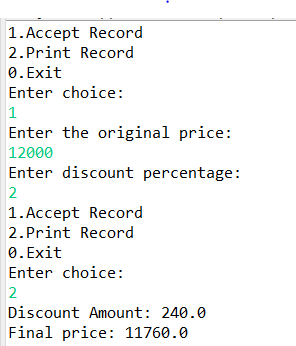 1.Accept Record
2.Print Record
0.Exit
Enter choice:
1
Enter the original price:
12000
Enter discount percentage:
2
1.Accept Record
2.Print Record
0.Exit
Enter choice:
2
Discount Amount: 240.0
Final price: 11760.0